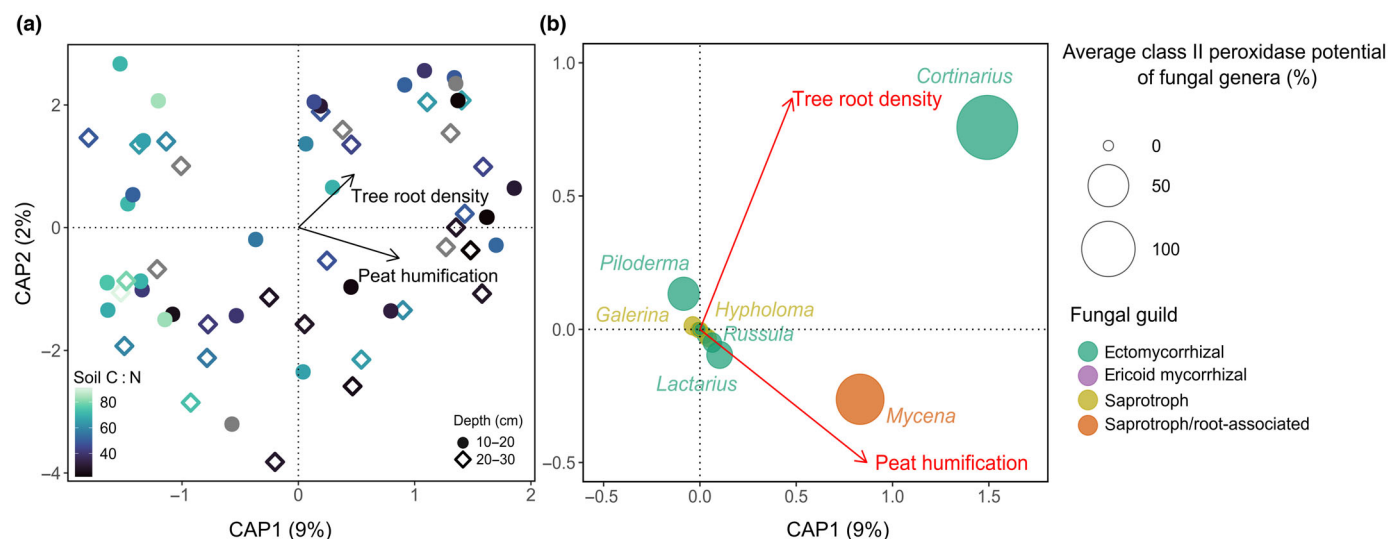 (a)
2
0
−2
−4
CAP2 (2%)
Tree root density
Peat humification
Soil C : N
80
60
40
Depth (cm)
10–20
20–30
−1
0
1
2
CAP1 (9%)
(b)
1.0
0.5
0.0
−0.5
Cortinarius
Tree root density
Piloderma
Galerina
Hypholoma
Russula
Lactarius
Mycena
Peat humification
−0.5
0.0
0.5
1.0
1.5
CAP1 (9%)
Average class II peroxidase potential
of fungal genera (%)
0
50
100
Fungal guild
Ectomycorrhizal
Ericoid mycorrhizal
Saprotroph
Saprotroph/root-associated